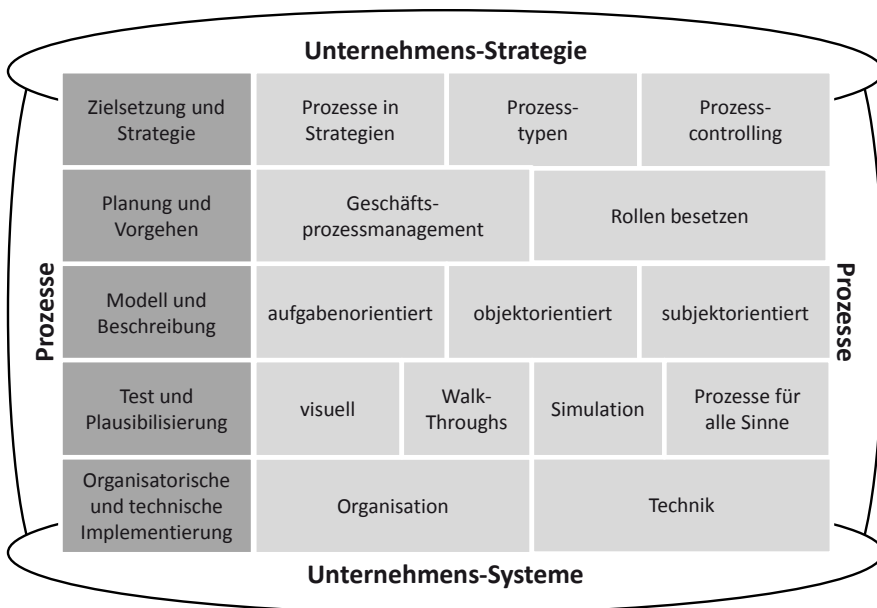 Unternehmens-Strategie
Zielsetzung und
Strategie
Prozesse in
Strategien
Prozess-
typen
Prozess-
controlling
Planung und
Vorgehen
Geschäfts-
prozessmanagement
Rollen besetzen
Prozesse
Modell und
Beschreibung
aufgabenorientiert
objektorientiert
subjektorientiert
Prozesse
Test und
Plausibilisierung
visuell
Walk-
Throughs
Simulation
Prozesse für
alle Sinne
Organisatorische
und technische
Implementierung
Organisation
Technik
Unternehmens-Systeme